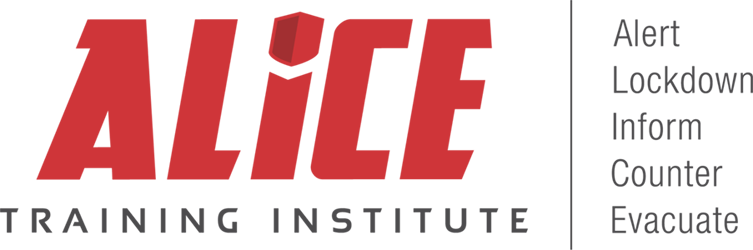 ALiCE
TRAINING INSTITUTE
Alert
Lockdown
Inform
Counter
Evacuate